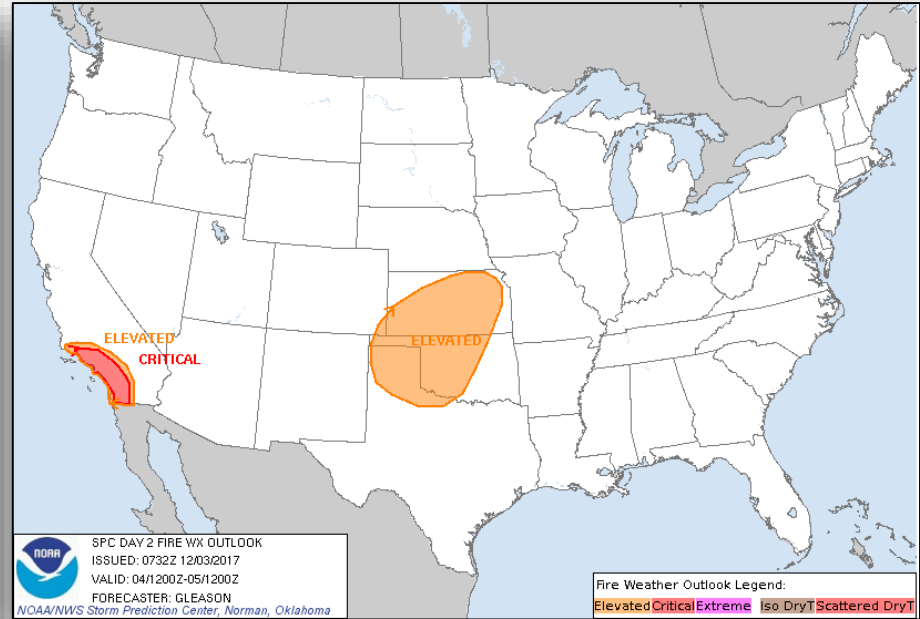 ELEVATED
CRITICAL
ELEVATED
NOAA
SPC DAY 2 FIRE WX OUTLOOK
ISSUED: 0732Z 12/03/2017
VALID: 04/1200Z-05/1200Z
FORECASTER: GLEASON
NOAA/NWS Storm Prediction Center, Norman, Oklahoma
Fire Weather Outlook Legend:
Elevated Critical Extreme Iso DryT Scattered DryT